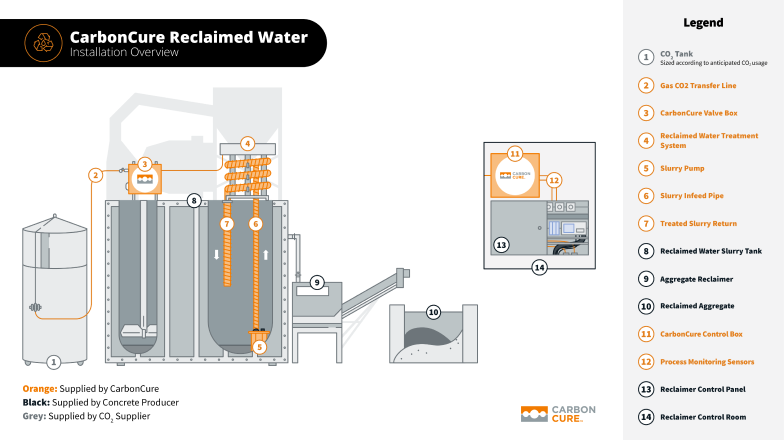 CarbonCure Reclaimed Water
Installation Overview
Legend
1 CO2 Tank
Sized according to anticipated CO2 usage
2 Gas CO2 Transfer Line
3 CarbonCure Valve Box
4 Reclaimed Water Treatment
System
5 Slurry Pump
6 Slurry Infeed Pipe
7 Treated Slurry Return
8 Reclaimed Water Slurry Tank
9 Aggregate Reclaimer
10 Reclaimed Aggregate
11 CarbonCure Control Box
12 Process Monitoring Sensors
13 Reclaimer Control Panel
14 Reclaimer Control Room
1
2
3
4
5
6
7
8
9
10
11
CARBON
CURE
12
13
14
Orange: Supplied by CarbonCure
Black: Supplied by Concrete Producer
Grey: Supplied by CO2 Supplier
CARBON
CURE